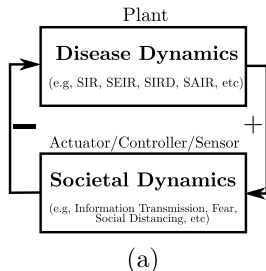 Plant
Disease Dynamics
(e.g, SIR, SEIR, SIRD, SAIR, etc)
− +
Actuator/Controller/Sensor
Societal Dynamics
(e.g, Information Transmission, Fear,
Social Distancing, etc)
(a)